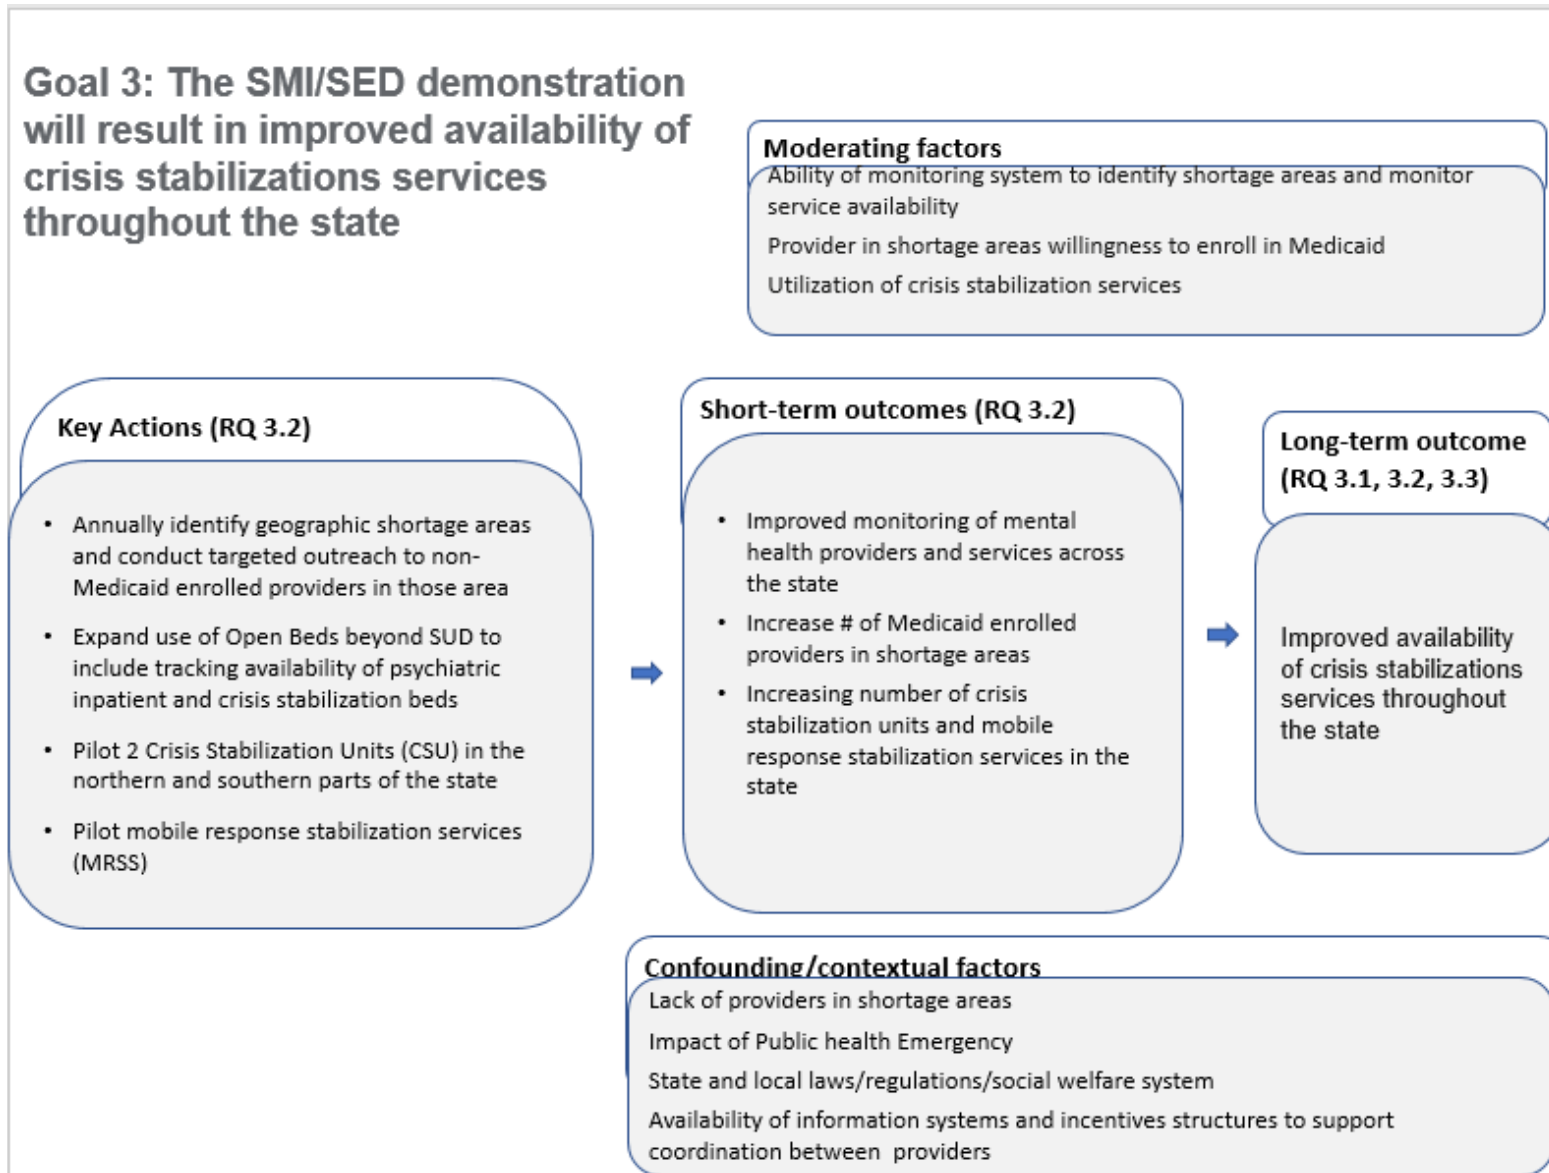 Goal 3: The SMI/SED demonstration
will result in improved availability of
crisis stabilizations services
throughout the state
Moderating factors
Ability of monitoring system to identify shortage areas and monitor
service availability
Provider in shortage areas willingness to enroll in Medicaid
Utilization of crisis stabilization services
Key Actions (RQ 3.2)
• Annually identify geographic shortage areas
and conduct targeted outreach to non-
Medicaid enrolled providers in those area
• Expand use of Open Beds beyond SUD to
include tracking availability of psychiatric
inpatient and crisis stabilization beds
• Pilot 2 Crisis Stabilization Units (CSU) in the
northern and southern parts of the state
• Pilot mobile response stabilization services
(MRSS)
Short-term outcomes (RQ 3.2)
• Improved monitoring of mental
health providers and services across
the state
• Increase # of Medicaid enrolled
providers in shortage areas
• Increasing number of crisis
stabilization units and mobile
response stabilization services in the
state
Long-term outcome
(RQ 3.1, 3.2, 3.3)
Improved availability
of crisis stabilizations
services throughout
the state
Confounding/contextual factors
Lack of providers in shortage areas
Impact of Public health Emergency
State and local laws/regulations/social welfare system
Availability of information systems and incentives structures to support
coordination between providers